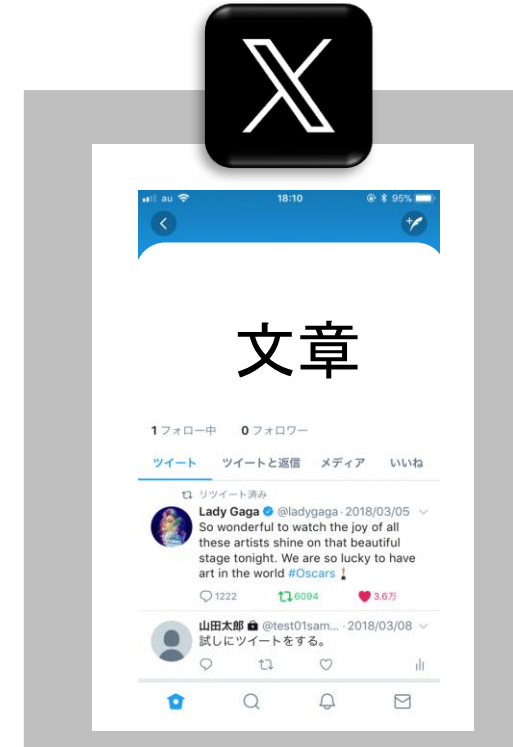 X
au 18:10 95%
文章
1 フォロー中 0 フォロワー
ツイート ツイートと返信 メディア いいね
リツイート済み
Lady Gaga @ladygaga · 2018/03/05
So wonderful to watch the joy of all
these artists shine on that beautiful
stage tonight. We are so lucky to have
art in the world #Oscars
1222 6094 3.6万
山田太郎 @test01sam... · 2018/03/08
試しにツイートをする。